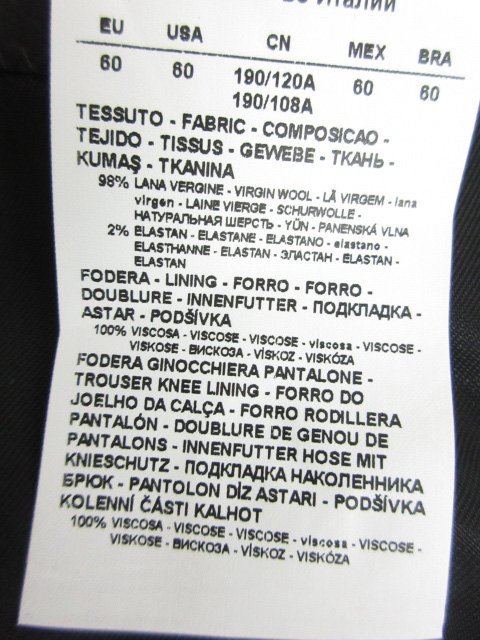 Италии
EU USA CN MEX BRA
60 60 190/120A 60 60
190/108A
TESSUTO - FABRIC - COMPOSICAO -
TEJIDO - TISSUS - GEWEBE - ТКАНЬ -
KUMAŞ - TKANINA
98% LANA VERGINE - VIRGIN WOOL - LÃ VIRGEM - lana
virgen - LAINE VIERGE - SCHURWOLLE -
НАТУРАЛЬНАЯ ШЕРСТЬ - YÜN - PANENSKÁ VLNA
2% ELASTAN - ELASTANE - ELASTANO - elastano -
ELASTHANNE - ELASTAN - ЭЛАСТАН - ELASTAN -
ELASTAN
FODERA - LINING - FORRO - FORRO -
DOUBLURE - INNENFUTTER - ПОДКЛАДКА -
ASTAR - PODŠÍVKA
100% VISCOSA - VISCOSE - VISCOSE - viscosa - VISCOSE -
VISKOSE - ВИСКОЗА - VİSKOZ - VISKÓZA
FODERA GINOCCHIERA PANTALONE -
TROUSER KNEE LINING - FORRO DO
JOELHO DA CALÇA - FORRO RODILLERA
PANTALÓN - DOUBLURE DE GENOU DE
PANTALONS - INNENFUTTER HOSE MIT
KNIESCHUTZ - ПОДКЛАДКА НАКОЛЕННИКА
БРЮК - PANTOLON DİZ ASTARI - PODŠÍVKA
KOLENNÍ ČÁSTI KALHOT
100% VISCOSA - VISCOSE - VISCOSE - viscosa - VISCOSE -
VISKOSE - ВИСКОЗА - VİSKOZ - VISKÓZA